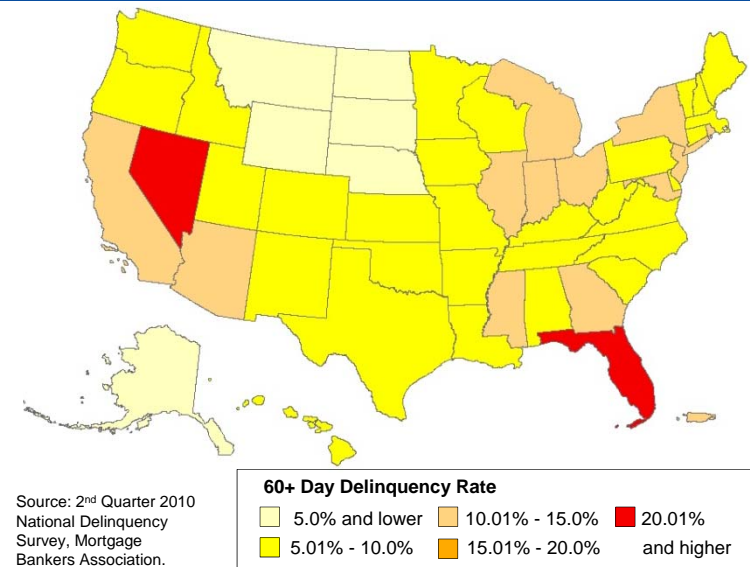 60+ Day Delinquency Rate
5.0% and lower 10.01% - 15.0% 20.01%
5.01% - 10.0% 15.01% - 20.0% and higher
Source: 2nd Quarter 2010
National Delinquency
Survey, Mortgage
Bankers Association.